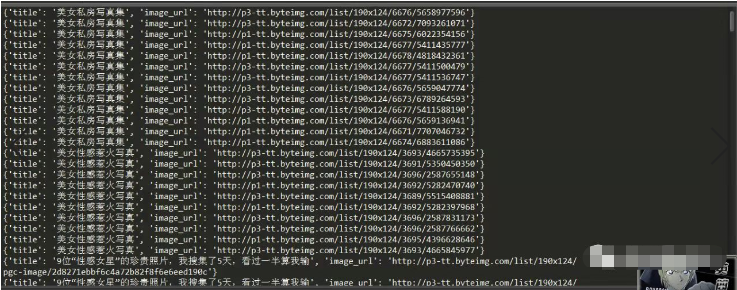 {'title': '美女私房写真集', 'image_url': 'http://p3-tt.byteimg.com/list/190x124/6676/5658977596'}
{'title': '美女私房写真集', 'image_url': 'http://p3-tt.byteimg.com/list/190x124/6672/7093261071'}
{'title': '美女私房写真集', 'image_url': 'http://p1-tt.byteimg.com/list/190x124/6675/6022354156'}
{'title': '美女私房写真集', 'image_url': 'http://p1-tt.byteimg.com/list/190x124/6677/5411435777'}
{'title': '美女私房写真集', 'image_url': 'http://p1-tt.byteimg.com/list/190x124/6678/4818432361'}
{'title': '美女私房写真集', 'image_url': 'http://p3-tt.byteimg.com/list/190x124/6677/5411500479'}
{'title': '美女私房写真集', 'image_url': 'http://p1-tt.byteimg.com/list/190x124/6677/5411536747'}
{'title': '美女私房写真集', 'image_url': 'http://p3-tt.byteimg.com/list/190x124/6676/5659047774'}
{'title': '美女私房写真集', 'image_url': 'http://p3-tt.byteimg.com/list/190x124/6673/6789264593'}
{'title': '美女私房写真集', 'image_url': 'http://p3-tt.byteimg.com/list/190x124/6677/5411588190'}
{'title': '美女私房写真集', 'image_url': 'http://p1-tt.byteimg.com/list/190x124/6676/5659136941'}
'美女私房写真集', 'image_url': 'http://p1-tt.byteimg.com/list/190x124/6671/7707046732'}
'美女私房写真集', 'image_url': 'http://p1-tt.byteimg.com/list/190x124/6674/6883611086'}
'美女性感惹火写真', 'image_url': 'http://p3-tt.byteimg.com/list/190x124/3693/4665735395'}
{'title': '美女性感惹火写真', 'image_url': 'http://p3-tt.byteimg.com/list/190x124/3691/5350450350'}
{'title': '美女性感惹火写真', 'image_url': 'http://p3-tt.byteimg.com/list/190x124/3696/2587655148'}
{'title': '美女性感惹火写真', 'image_url': 'http://p3-tt.byteimg.com/list/190x124/3692/5282470740'}
{'title': '美女性感惹火写真', 'image_url': 'http://p3-tt.byteimg.com/list/190x124/3689/5515408881'}
{'title': '美女性感惹火写真', 'image_url': 'http://p1-tt.byteimg.com/list/190x124/3692/5282397968'}
{'title': '美女性感惹火写真', 'image_url': 'http://p3-tt.byteimg.com/list/190x124/3696/2587831173'}
{'title': '美女性感惹火写真', 'image_url': 'http://p3-tt.byteimg.com/list/190x124/3696/2587766662'}
{'title': '美女性感惹火写真', 'image_url': 'http://p3-tt.byteimg.com/list/190x124/3695/4396628646'}
{'title': '美女性感惹火写真', 'image_url': 'http://p3-tt.byteimg.com/list/190x124/3693/4665845977'}
{'title': '9位“性感女星”的珍贵照片，我搜集了5天，看过一半算我输', 'image_url': 'http://p3-tt.byteimg.com/list/190x124/
pgc-image/2d8271ebbf6c4a72b82f8f6e6eed190c'}
{'title': '9位“性感女星”的珍贵照片，我搜集了5天，看过一半算我输', 'image_url': 'http://p3-tt.byteimg.com/list/190x124/